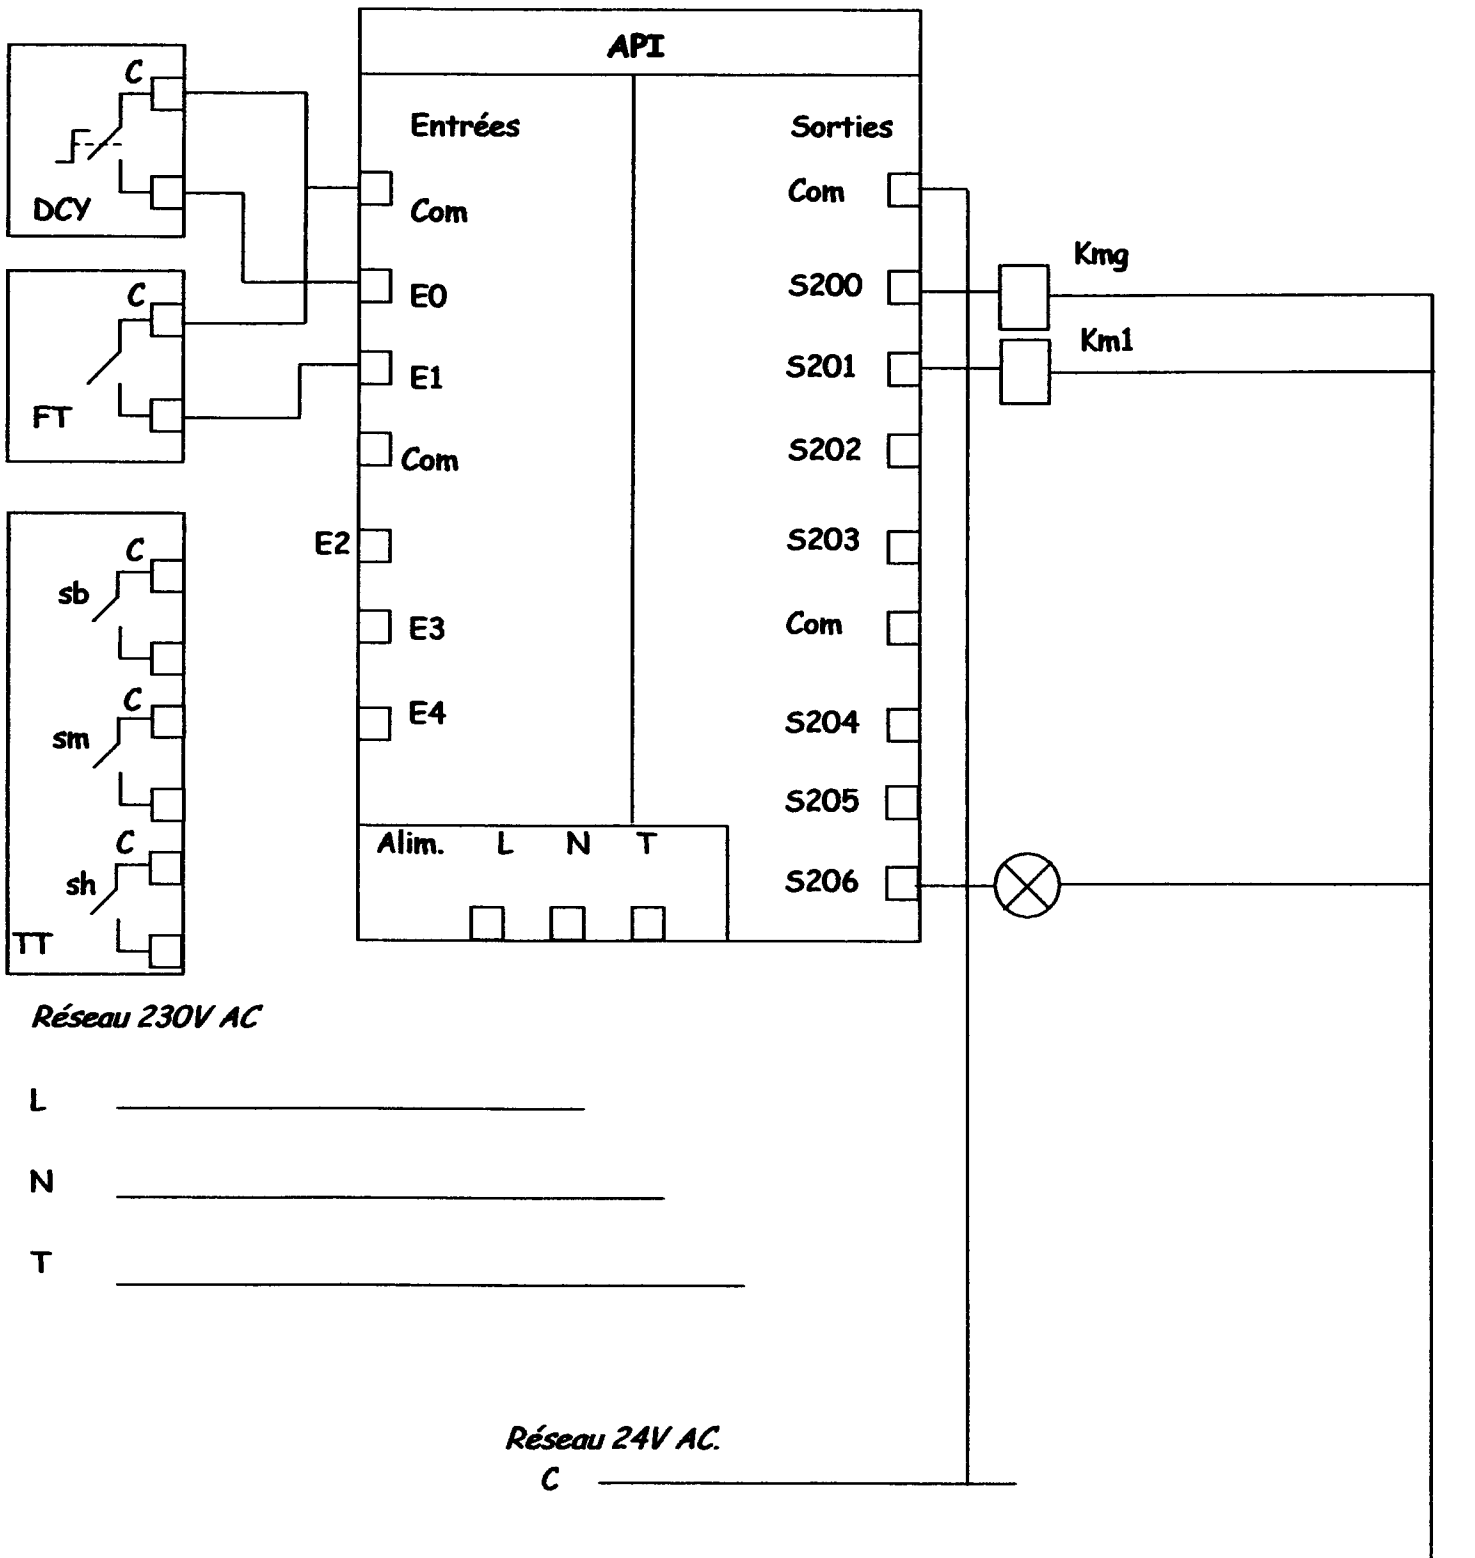 API
Entrées
Sorties
C
DCY
Com
Com
E0
S200
Kmg
C
FT
E1
S201
Km1
Com
S202
E2
S203
C
sb
E3
Com
C
sm
E4
S204
S205
C
sh
TT
Alim. L N T
S206
Réseau 230V AC
L
N
T
Réseau 24V AC.
C